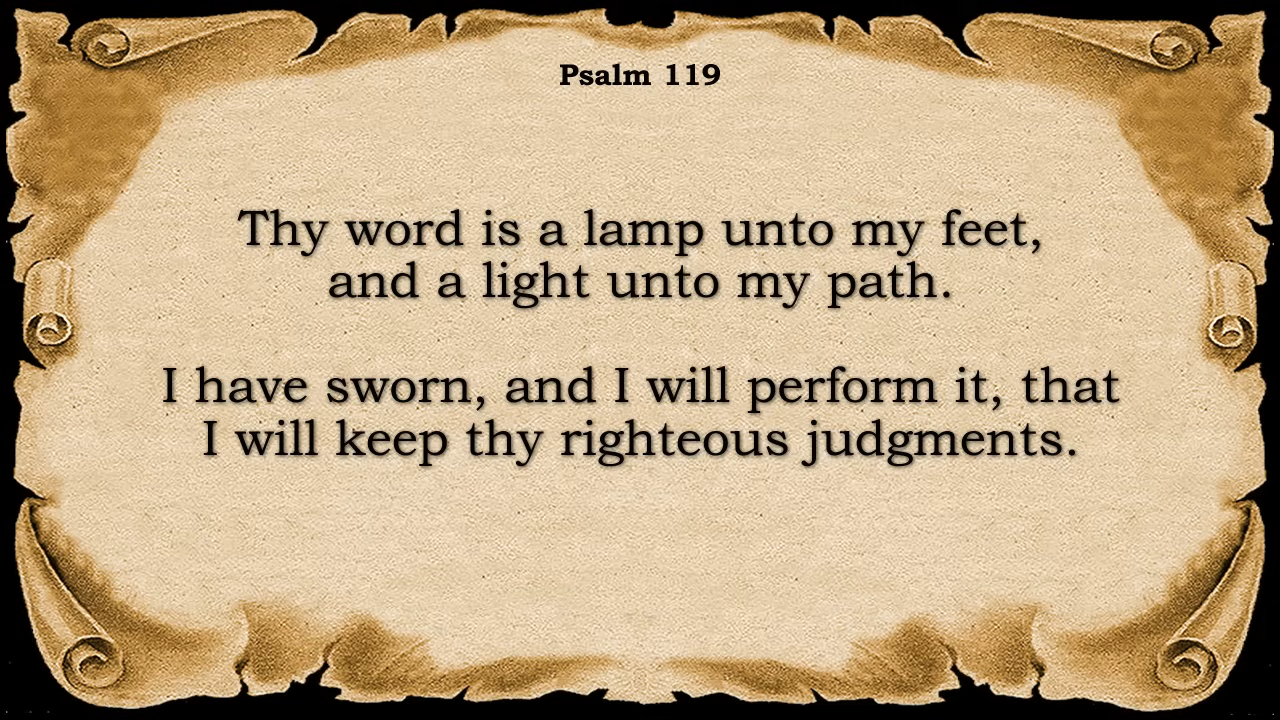 Psalm 119
Thy word is a lamp unto my feet,
and a light unto my path.
I have sworn, and I will perform it, that
I will keep thy righteous judgments.